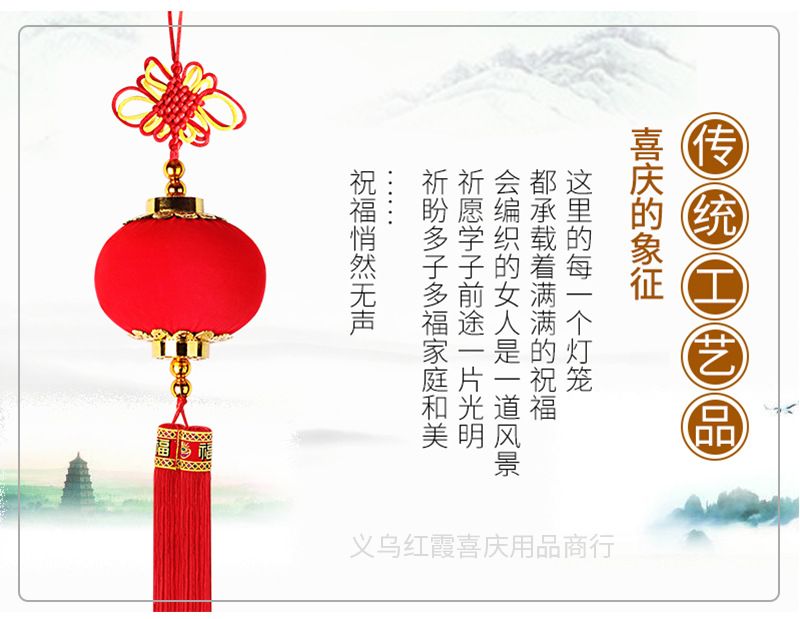 传统工艺品
喜庆的象征
这里的每一个灯笼
都承载着满满的祝福
会编织的女人是一道风景
祈愿学子前途一片光明
祈盼多子多福家庭和美
……
祝福悄然无声
福 福
义乌红霞喜庆用品商行